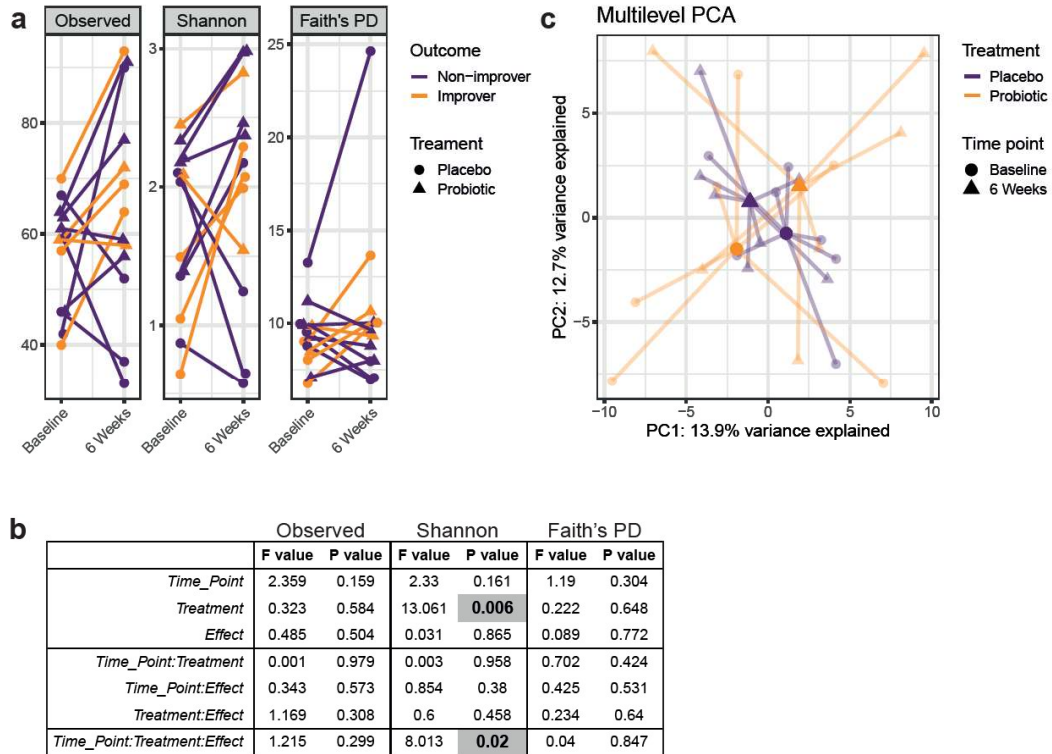 a
Observed
Shannon
Faith's PD
80
60
40
3
2
1
25
20
15
10
Baseline
6 Weeks
Baseline
6 Weeks
Baseline
6 Weeks
Outcome
Non-improver
Improver
Treament
Placebo
Probiotic
c
Multilevel PCA
PC2: 12.7% variance explained
5
0
−5
−10
−5
0
5
10
PC1: 13.9% variance explained
Treatment
Placebo
Probiotic
Time point
Baseline
6 Weeks
b
Observed Shannon Faith's PD
F value P value F value P value F value P value
Time_Point 2.359 0.159 2.33 0.161 1.19 0.304
Treatment 0.323 0.584 13.061 0.006 0.222 0.648
Effect 0.485 0.504 0.031 0.865 0.089 0.772
Time_Point:Treatment 0.001 0.979 0.003 0.958 0.702 0.424
Time_Point:Effect 0.343 0.573 0.854 0.38 0.425 0.531
Treatment:Effect 1.169 0.308 0.6 0.458 0.234 0.64
Time_Point:Treatment:Effect 1.215 0.299 8.013 0.02 0.04 0.847